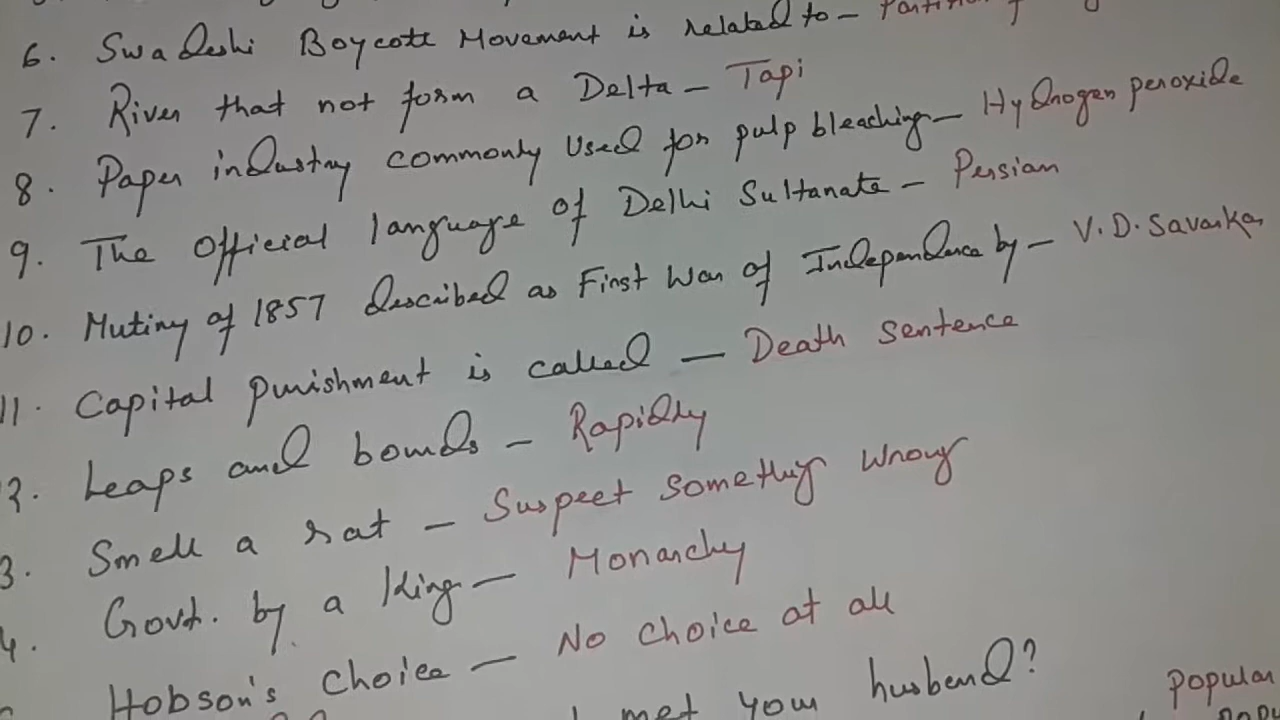 6. Swadeshi Boycott Movement is related to -
7. River that not form a Delta - Tapi
8. Paper industry commonly used for pulp bleaching - Hydrogen peroxide
9. The official language of Delhi Sultanate - Persian
10. Mutiny of 1857 described as First War of Independence by - V.D. Savarkar
11. Capital punishment is called - Death sentence
2. Leaps and bounds - Rapidly
3. Smell a rat - Suspect something wrong
4. Govt. by a King - Monarchy
Hobson's choice - No choice at all
met your husband?
popular